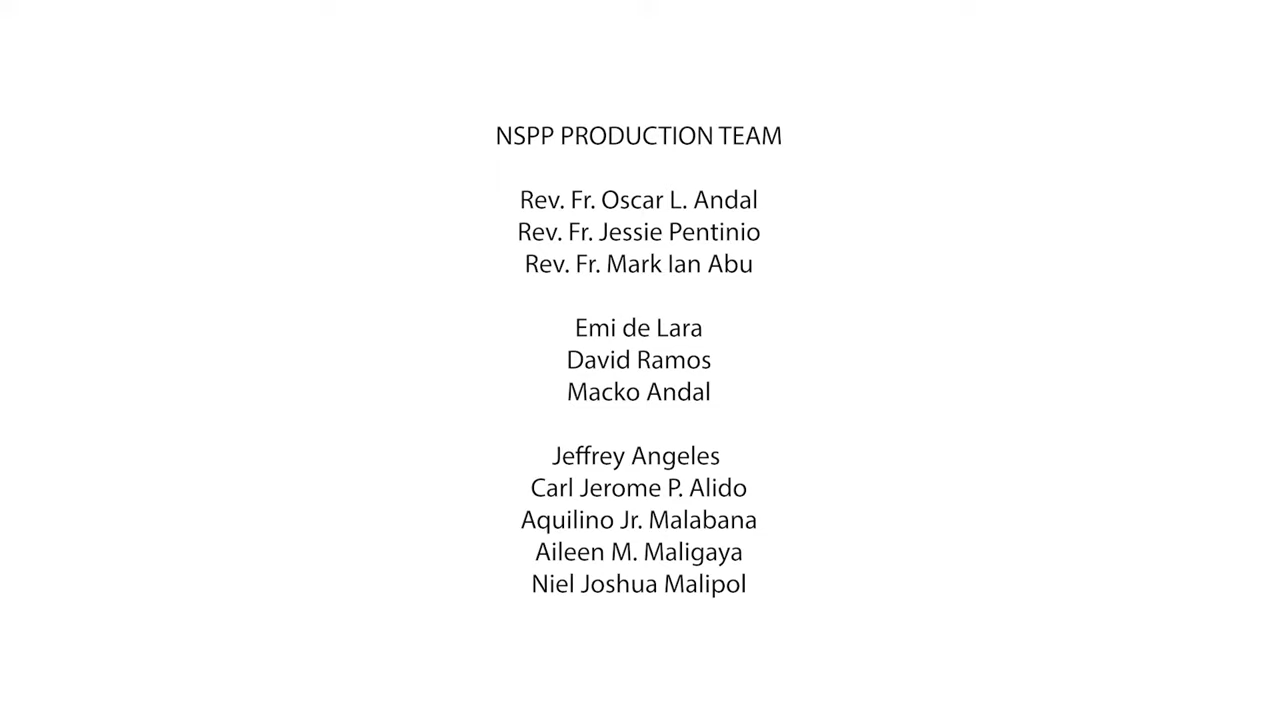 NSPP PRODUCTION TEAM
Rev. Fr. Oscar L. Andal
Rev. Fr. Jessie Pentinio
Rev. Fr. Mark Ian Abu
Emi de Lara
David Ramos
Macko Andal
Jeffrey Angeles
Carl Jerome P. Alido
Aquilino Jr. Malabana
Aileen M. Maligaya
Niel Joshua Malipol